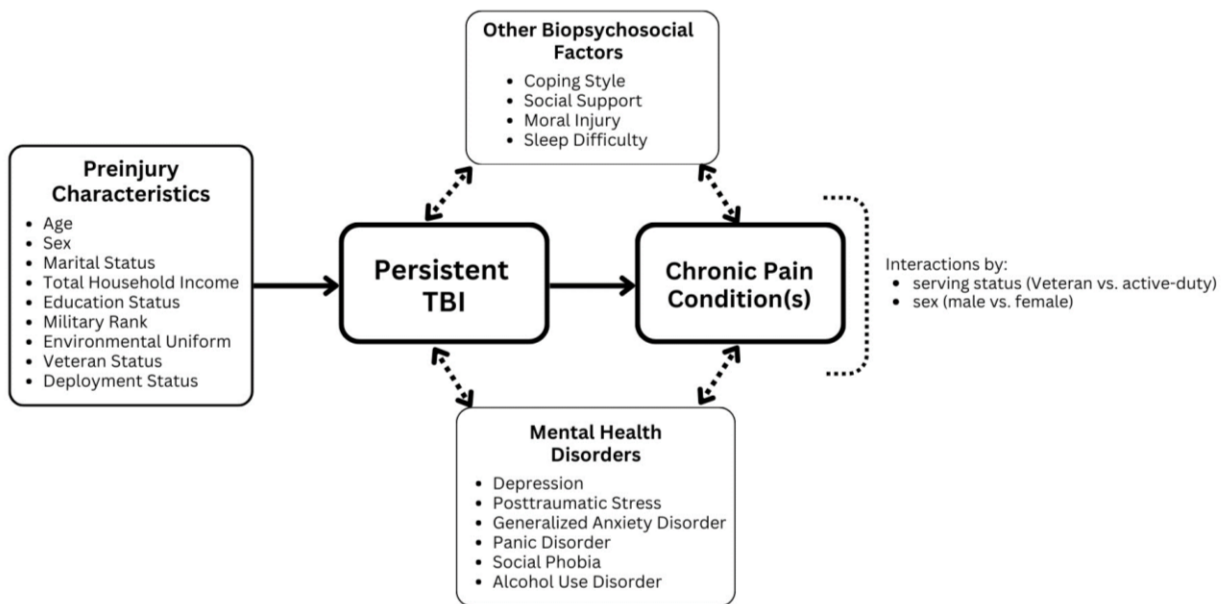 Other Biopsychosocial
Factors
• Coping Style
• Social Support
• Moral Injury
• Sleep Difficulty
Preinjury
Characteristics
• Age
• Sex
• Marital Status
• Total Household Income
• Education Status
• Military Rank
• Environmental Uniform
• Veteran Status
• Deployment Status
Persistent
TBI
Chronic Pain
Condition(s)
Interactions by:
• serving status (Veteran vs. active-duty)
• sex (male vs. female)
Mental Health
Disorders
• Depression
• Posttraumatic Stress
• Generalized Anxiety Disorder
• Panic Disorder
• Social Phobia
• Alcohol Use Disorder